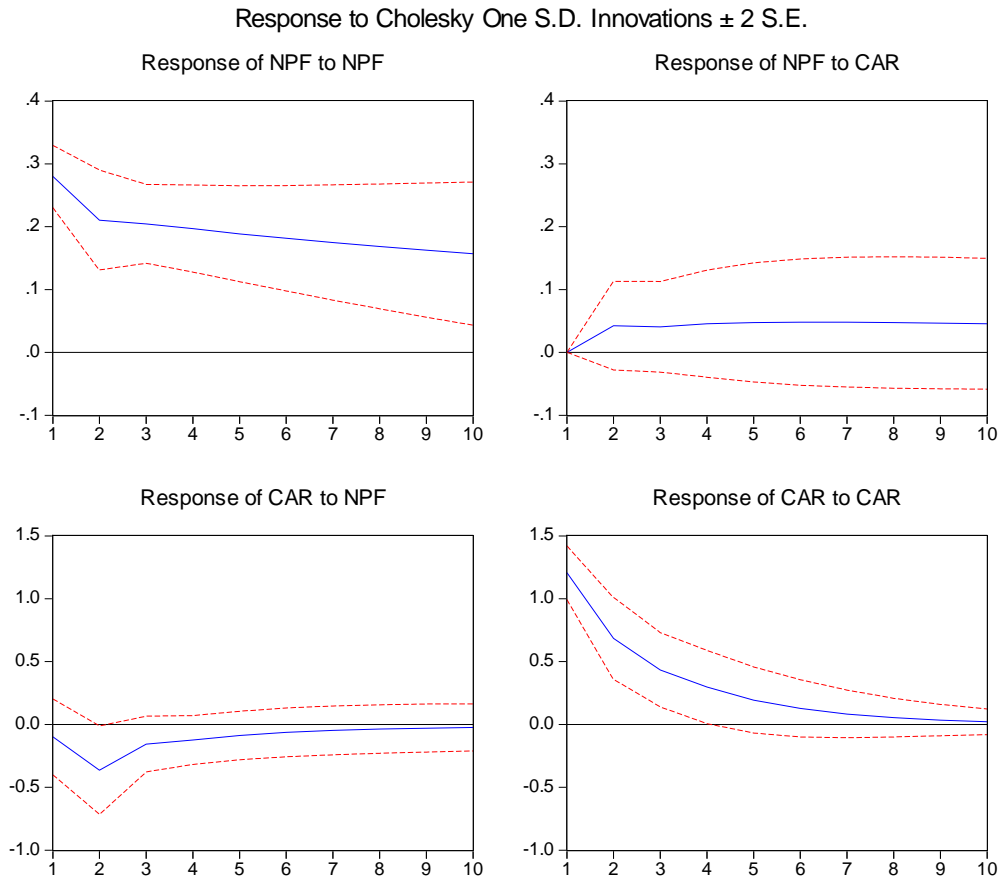 Response to Cholesky One S.D. Innovations ± 2 S.E.
Response of NPF to NPF
.4
.3
.2
.1
.0
-.1
1 2 3 4 5 6 7 8 9 10
Response of NPF to CAR
.4
.3
.2
.1
.0
-.1
1 2 3 4 5 6 7 8 9 10
Response of CAR to NPF
1.5
1.0
0.5
0.0
-0.5
-1.0
1 2 3 4 5 6 7 8 9 10
Response of CAR to CAR
1.5
1.0
0.5
0.0
-0.5
-1.0
1 2 3 4 5 6 7 8 9 10